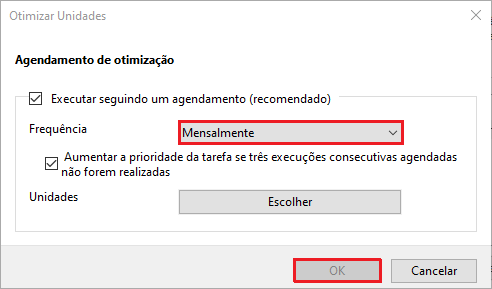 Otimizar Unidades
Agendamento de otimização
Executar seguindo um agendamento (recomendado)
Frequência
Mensalmente
Aumentar a prioridade da tarefa se três execuções consecutivas agendadas
não forem realizadas
Unidades
Escolher
OK
Cancelar